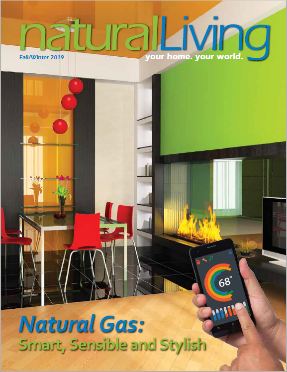 naturalLiving
Fall/Winter 2019
your home. your world.
68°
Natural Gas:
Smart, Sensible and Stylish